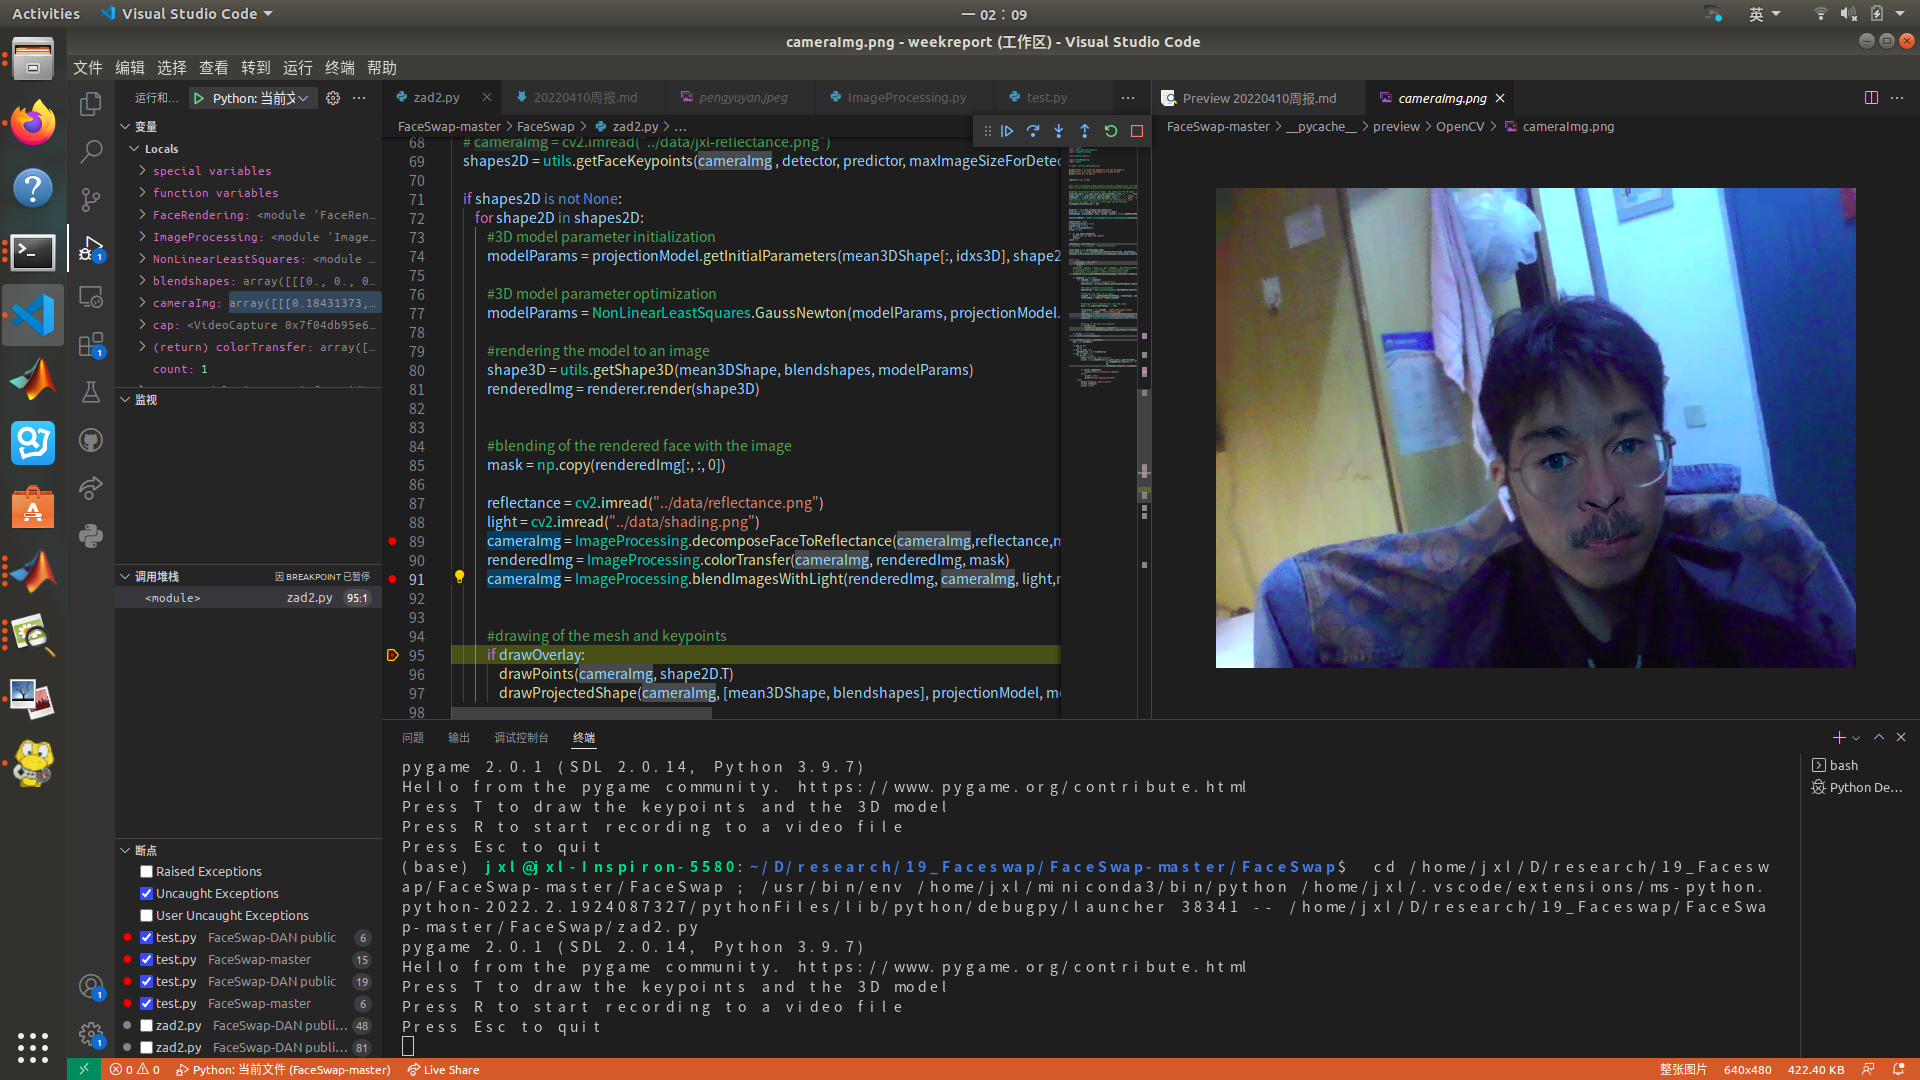 Activities
Visual Studio Code
一 02：09
英
cameraImg.png - weekreport (工作区) - Visual Studio Code
文件 编辑 选择 查看 转到 运行 终端 帮助
运行和...
Python: 当前文
zad2.py
20220410周报.md
pengyuyan.jpeg
ImageProcessing.py
test.py
Preview 20220410周报.md
cameraImg.png
FaceSwap-master > FaceSwap > zad2.py > ...
FaceSwap-master > __pycache__ > preview > OpenCV > cameraImg.png
变量
Locals
special variables
function variables
FaceRendering: <module 'FaceRen…
ImageProcessing: <module 'Image…
NonLinearLeastSquares: <module …
blendshapes: array([[[0., 0., 0…
cameraImg: array([[[0.18431373,…
cap: <VideoCapture 0x7f04db95e6…
(return) colorTransfer: array([…
count: 1
监视
调用堆栈
因 BREAKPOINT 已暂停
<module> zad2.py 95:1
断点
Raised Exceptions
Uncaught Exceptions
User Uncaught Exceptions
test.py FaceSwap-DAN public 6
test.py FaceSwap-master 15
test.py FaceSwap-DAN public 19
test.py FaceSwap-master 6
zad2.py FaceSwap-DAN publi... 48
zad2.py FaceSwap-DAN publi... 81
68 # cameraImg = cv2.imread("../data/jxl-reflectance.png")
69 shapes2D = utils.getFaceKeypoints(cameraImg , detector, predictor, maxImageSizeForDetec
70
71 if shapes2D is not None:
72 for shape2D in shapes2D:
73 #3D model parameter initialization
74 modelParams = projectionModel.getInitialParameters(mean3DShape[:, idxs3D], shape2
75
76 #3D model parameter optimization
77 modelParams = NonLinearLeastSquares.GaussNewton(modelParams, projectionModel.
78
79 #rendering the model to an image
80 shape3D = utils.getShape3D(mean3DShape, blendshapes, modelParams)
81 renderedImg = renderer.render(shape3D)
82
83
84 #blending of the rendered face with the image
85 mask = np.copy(renderedImg[:, :, 0])
86
87 reflectance = cv2.imread("../data/reflectance.png")
88 light = cv2.imread("../data/shading.png")
89 cameraImg = ImageProcessing.decomposeFaceToReflectance(cameraImg,reflectance,m
90 renderedImg = ImageProcessing.colorTransfer(cameraImg, renderedImg, mask)
91 cameraImg = ImageProcessing.blendImagesWithLight(renderedImg, cameraImg, light,m
92
93
94 #drawing of the mesh and keypoints
95 if drawOverlay:
96 drawPoints(cameraImg, shape2D.T)
97 drawProjectedShape(cameraImg, [mean3DShape, blendshapes], projectionModel, mo
98
问题 输出 调试控制台 终端
bash
Python De...
pygame 2.0.1 (SDL 2.0.14, Python 3.9.7)
Hello from the pygame community. https://www.pygame.org/contribute.html
Press T to draw the keypoints and the 3D model
Press R to start recording to a video file
Press Esc to quit
(base) jxl@jxl-Inspiron-5580:~/D/research/19_Faceswap/FaceSwap-master/FaceSwap$ cd /home/jxl/D/research/19_Facesw
ap/FaceSwap-master/FaceSwap ; /usr/bin/env /home/jxl/miniconda3/bin/python /home/jxl/.vscode/extensions/ms-python.
python-2022.2.1924087327/pythonFiles/lib/python/debugpy/launcher 38341 -- /home/jxl/D/research/19_Faceswap/FaceSwa
p-master/FaceSwap/zad2.py
pygame 2.0.1 (SDL 2.0.14, Python 3.9.7)
Hello from the pygame community. https://www.pygame.org/contribute.html
Press T to draw the keypoints and the 3D model
Press R to start recording to a video file
Press Esc to quit
0 0 Python: 当前文件 (FaceSwap-master) Live Share
整张图片 640x480 422.40 KB